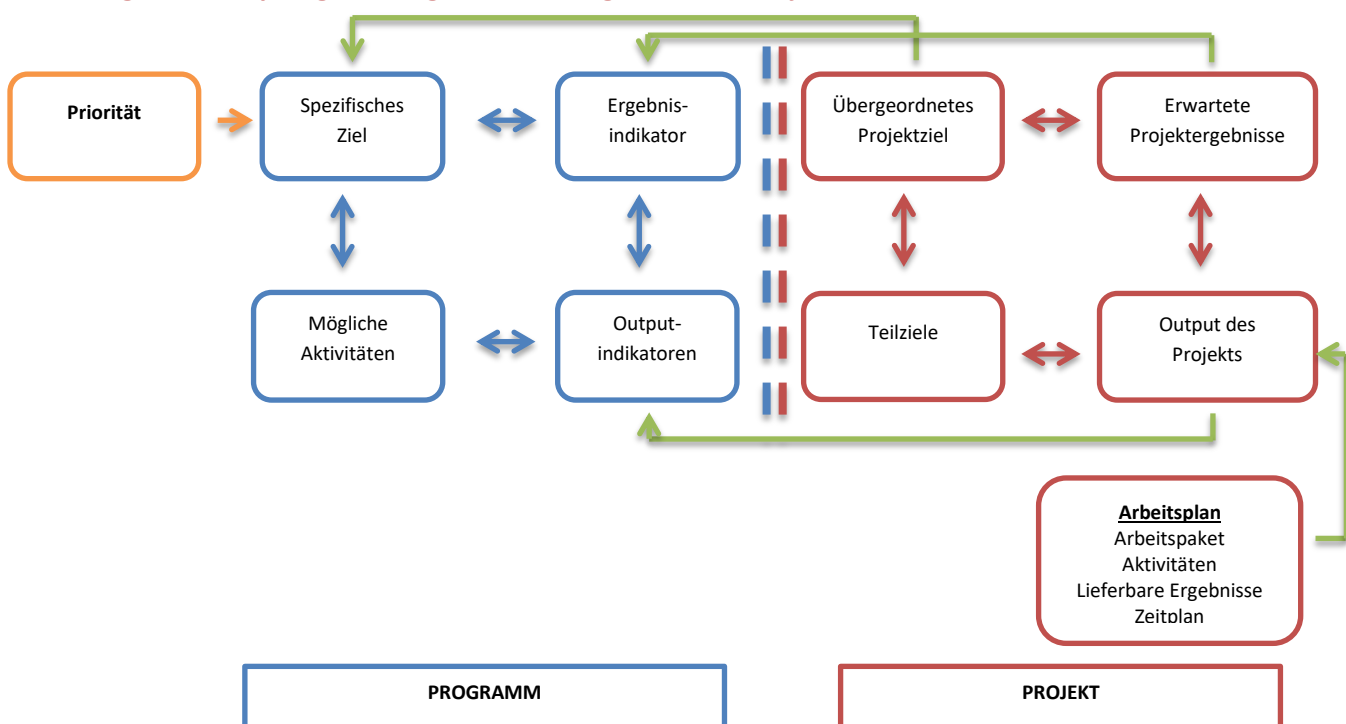 Priorität
Spezifisches
Ziel
Ergebnis-
indikator
Übergeordnetes
Projektziel
Erwartete
Projektergebnisse
Mögliche
Aktivitäten
Output-
indikatoren
Teilziele
Output des
Projekts
Arbeitsplan
Arbeitspaket
Aktivitäten
Lieferbare Ergebnisse
Zeitplan
PROGRAMM
PROJEKT